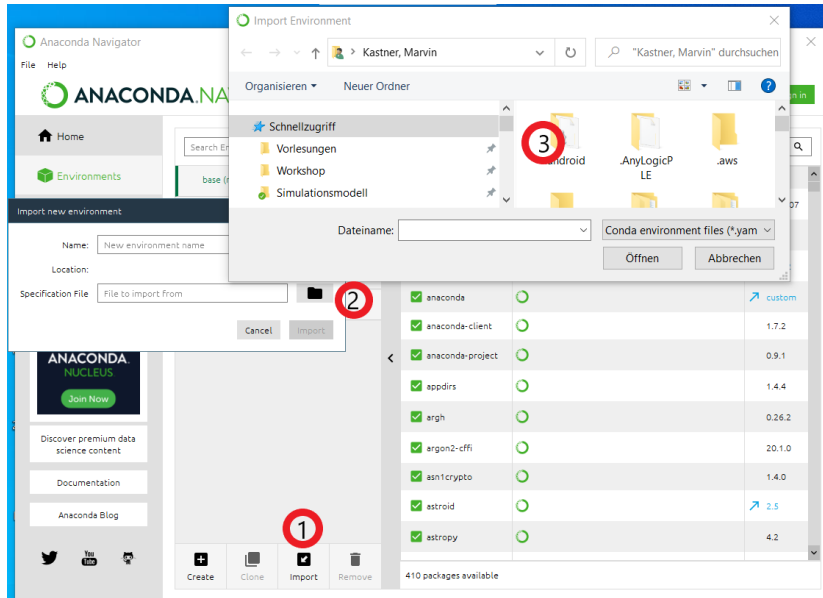 Import Environment
Kastner, Marvin
"Kastner, Marvin" durchsuchen
Organisieren
Neuer Ordner
Schnellzugriff
Vorlesungen
Workshop
Simulationsmodell
.android
.AnyLogicP
LE
.aws
Dateiname:
Conda environment files (*.yam
Öffnen
Abbrechen
Anaconda Navigator
File Help
ANACONDA.NA
Home
Environments
Search En
base (r
07
Import new environment
Name: New environment name
Location:
Specification File File to import from
Cancel Import
1
2
3
ANACONDA.
NUCLEUS
Join Now
Discover premium data
science content
Documentation
Anaconda Blog
You
Tube
Create Clone Import Remove
anaconda custom
anaconda-client 1.7.2
anaconda-project 0.9.1
appdirs 1.4.4
argh 0.26.2
argon2-cffi 20.1.0
asn1crypto 1.4.0
astroid 2.5
astropy 4.2
410 packages available